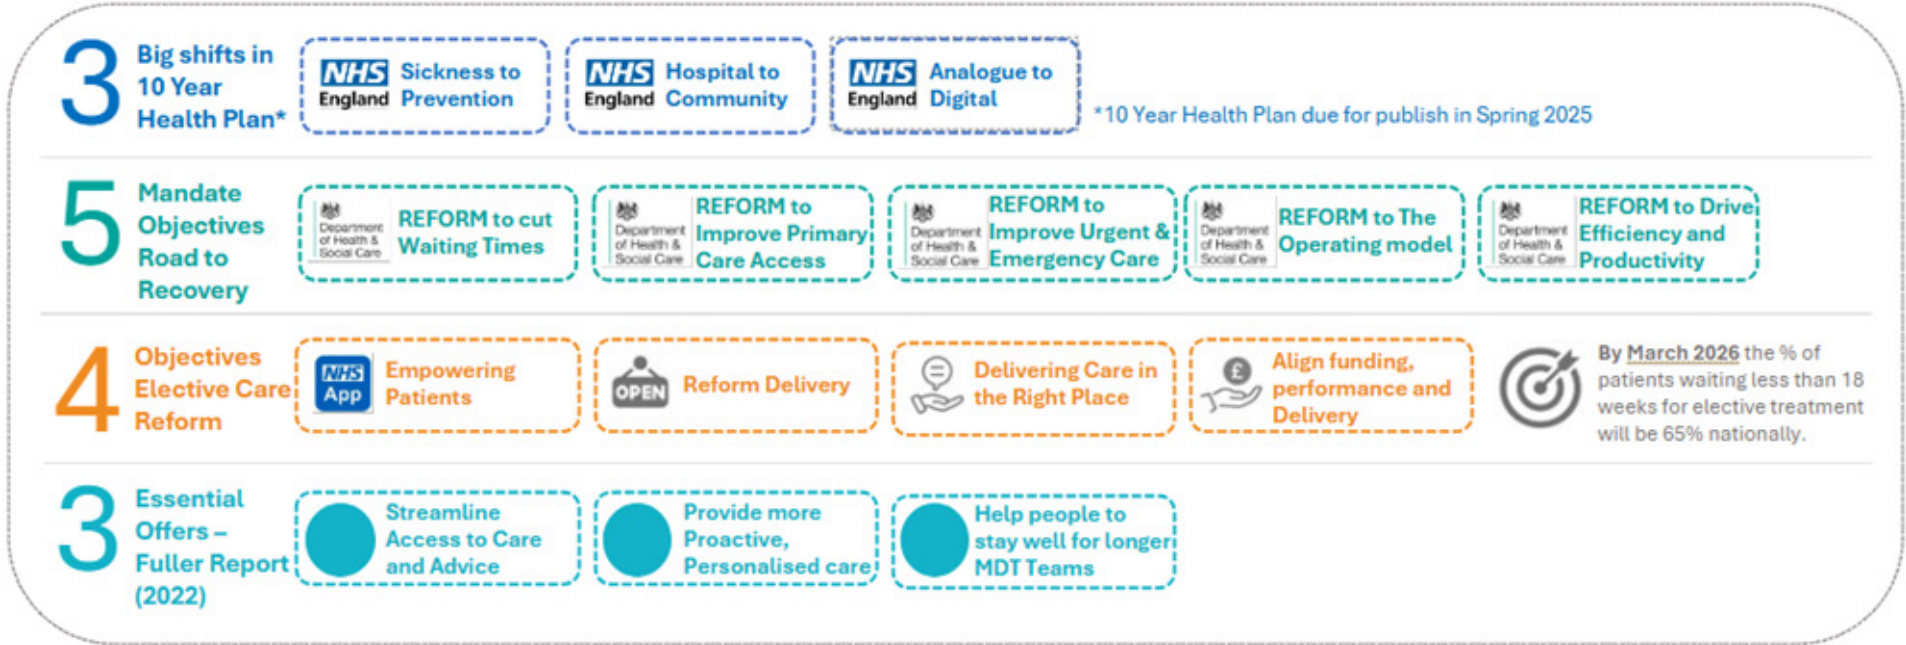 3
Big shifts in
10 Year
Health Plan*
NHS
England
Sickness to
Prevention
NHS
England
Hospital to
Community
NHS
England
Analogue to
Digital
*10 Year Health Plan due for publish in Spring 2025
5
Mandate
Objectives
Road to
Recovery
Department
of Health &
Social Care
REFORM to cut
Waiting Times
Department
of Health &
Social Care
REFORM to
Improve Primary
Care Access
Department
of Health &
Social Care
REFORM to
Improve Urgent &
Emergency Care
Department
of Health &
Social Care
REFORM to The
Operating model
Department
of Health &
Social Care
REFORM to Drive
Efficiency and
Productivity
4
Objectives
Elective Care
Reform
NHS
App
Empowering
Patients
OPEN
Reform Delivery
Delivering Care in
the Right Place
£
Align funding,
performance and
Delivery
By March 2026 the % of
patients waiting less than 18
weeks for elective treatment
will be 65% nationally.
3
Essential
Offers –
Fuller Report
(2022)
Streamline
Access to Care
and Advice
Provide more
Proactive,
Personalised care
Help people to
stay well for longer
MDT Teams